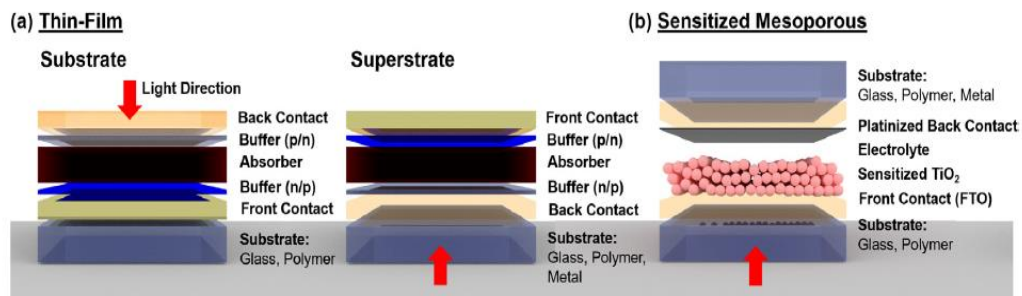 (a) Thin-Film
Substrate
Light Direction
Back Contact
Buffer (p/n)
Absorber
Buffer (n/p)
Front Contact
Substrate:
Glass, Polymer
Superstrate
Front Contact
Buffer (p/n)
Absorber
Buffer (n/p)
Back Contact
Substrate:
Glass, Polymer,
Metal
(b) Sensitized Mesoporous
Substrate:
Glass, Polymer, Metal
Platinized Back Contact
Electrolyte
Sensitized TiO₂
Front Contact (FTO)
Substrate:
Glass, Polymer